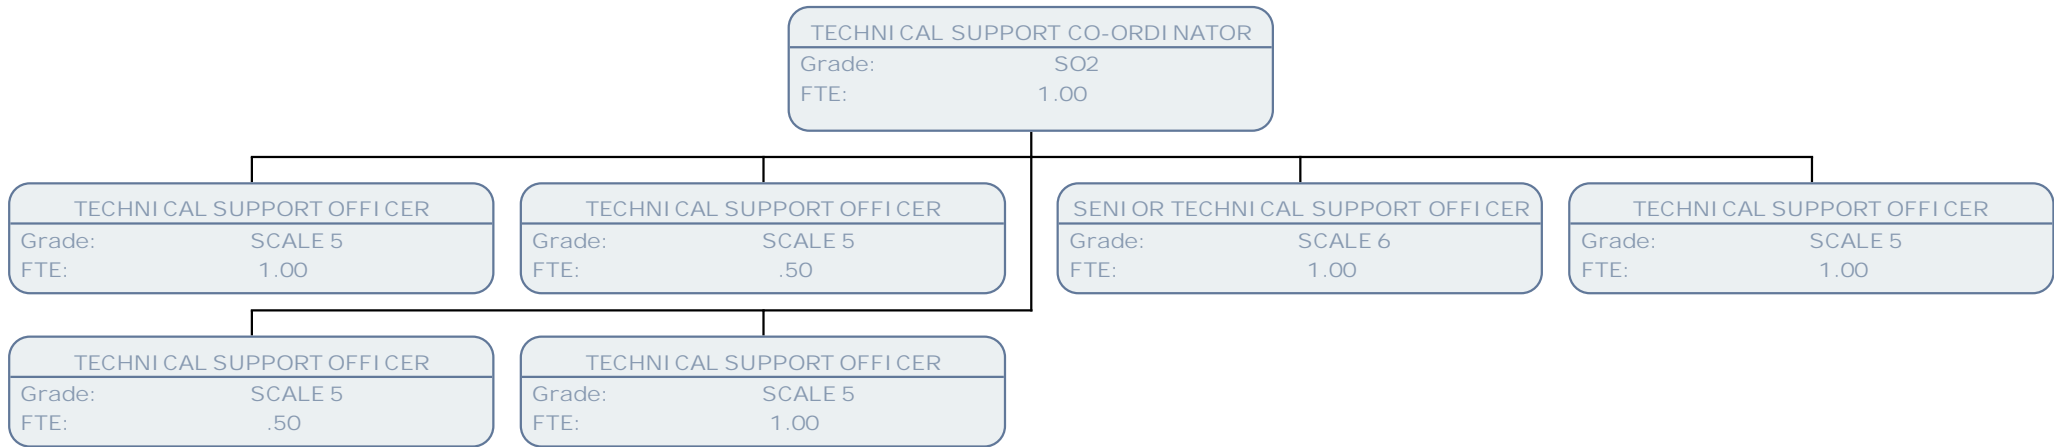 TECHNICAL SUPPORT CO-ORDINATOR
Grade: SO2
FTE: 1.00
TECHNICAL SUPPORT OFFICER
Grade: SCALE 5
FTE: 1.00
TECHNICAL SUPPORT OFFICER
Grade: SCALE 5
FTE: .50
SENIOR TECHNICAL SUPPORT OFFICER
Grade: SCALE 6
FTE: 1.00
TECHNICAL SUPPORT OFFICER
Grade: SCALE 5
FTE: 1.00
TECHNICAL SUPPORT OFFICER
Grade: SCALE 5
FTE: .50
TECHNICAL SUPPORT OFFICER
Grade: SCALE 5
FTE: 1.00